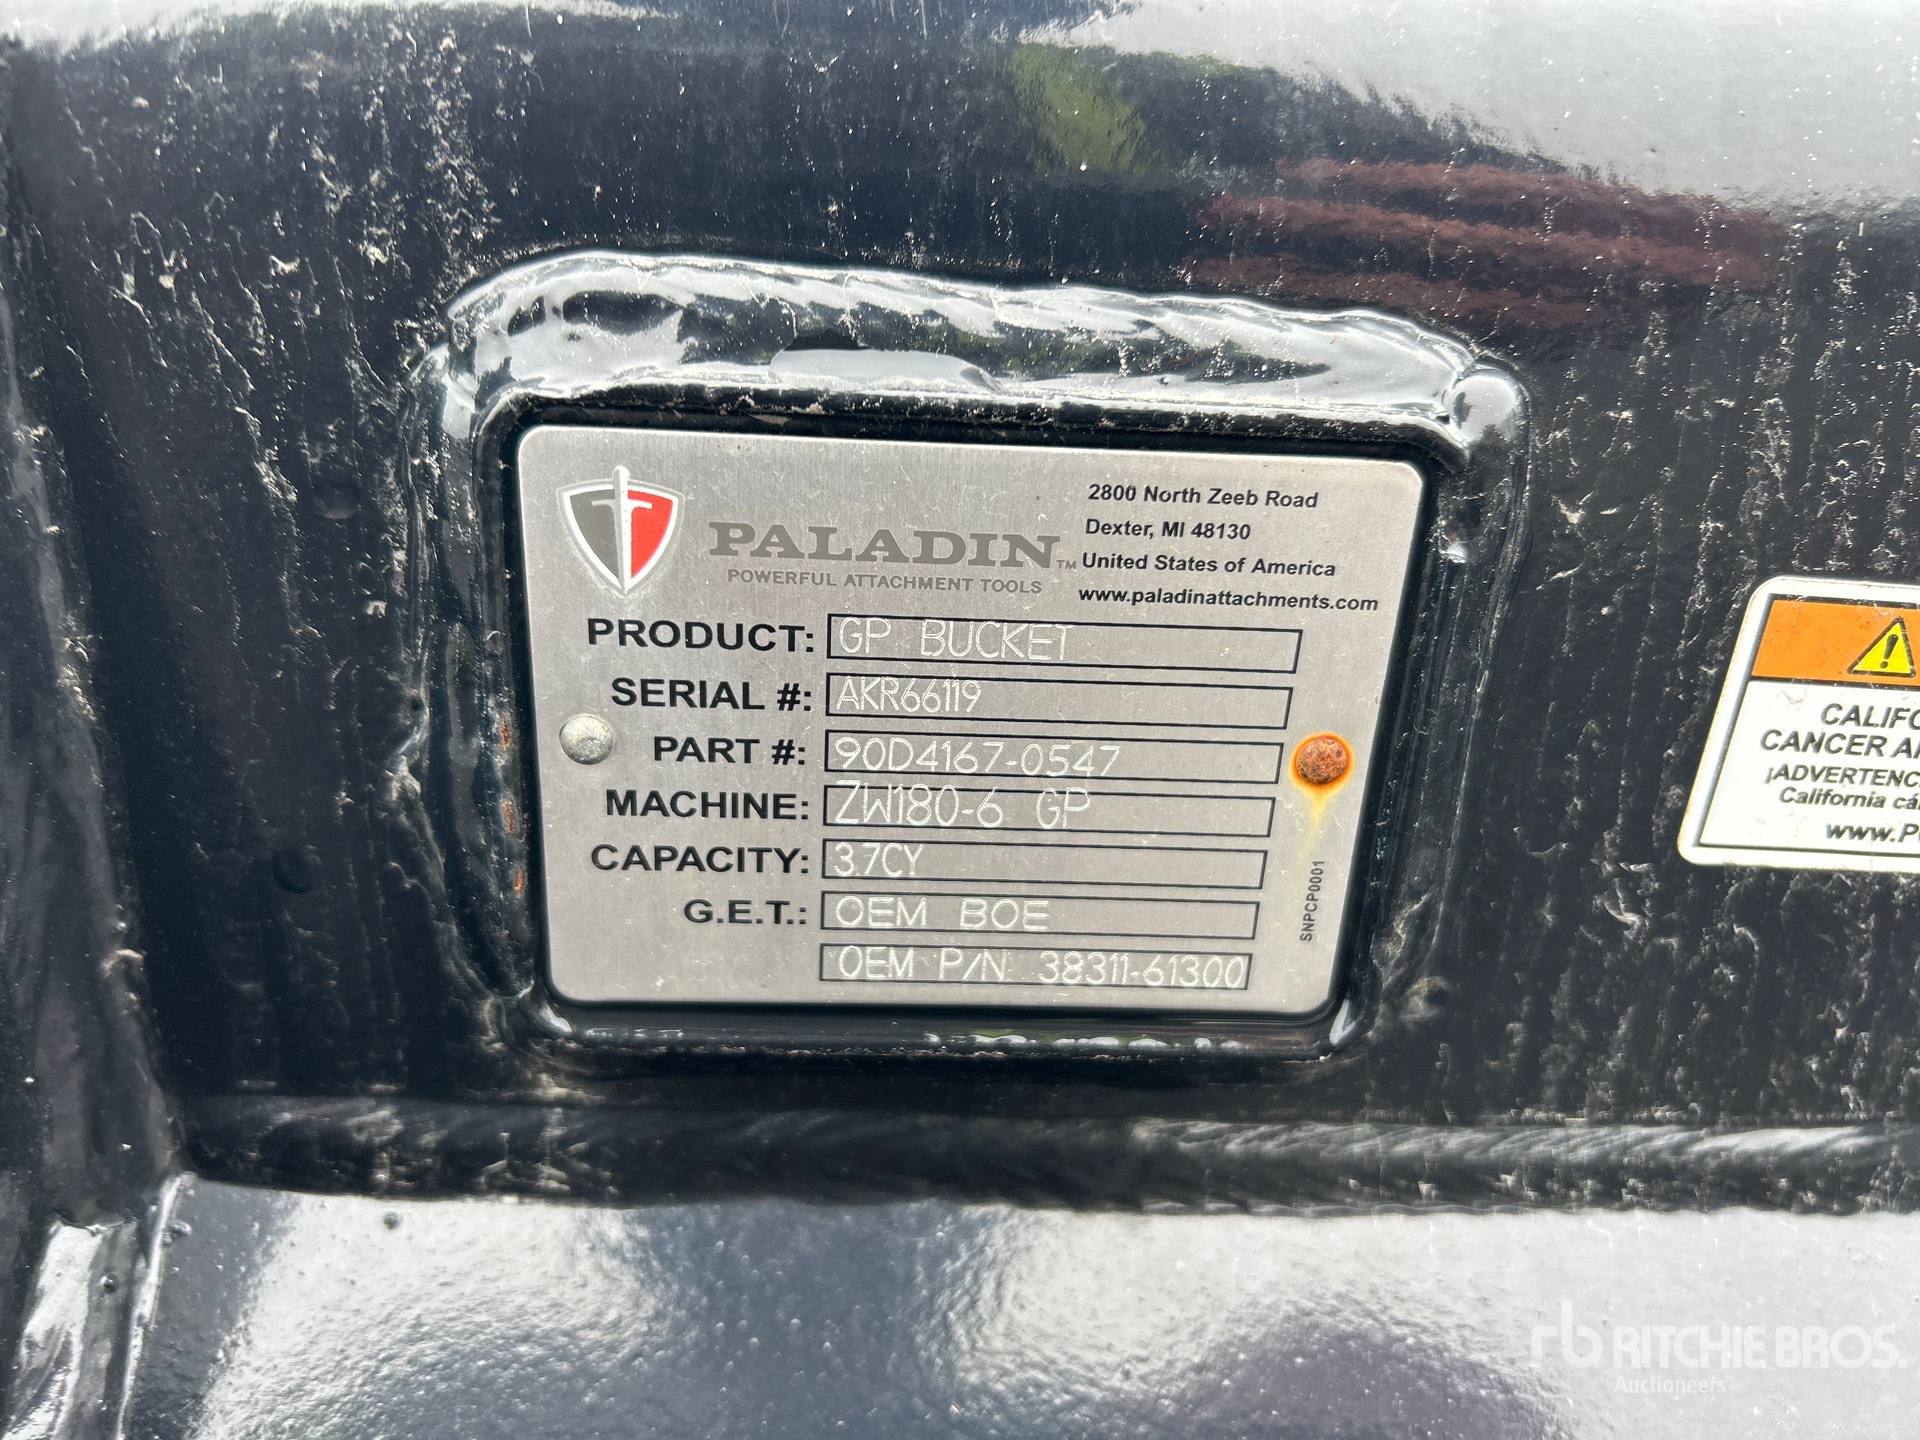 PALADIN™
POWERFUL ATTACHMENT TOOLS
2800 North Zeeb Road
Dexter, MI 48130
United States of America
www.paladinattachments.com
PRODUCT: GP BUCKET
SERIAL #: AKR66119
PART #: 90D4167-0547
MACHINE: ZW180-6 GP
CAPACITY: 3.7CY
G.E.T.: OEM BOE
OEM P/N 38311-61300
SNPCP0001
CALIFO
CANCER A
¡ADVERTENC
California cá
www.P
rb RITCHIE BROS.
Auctioneers